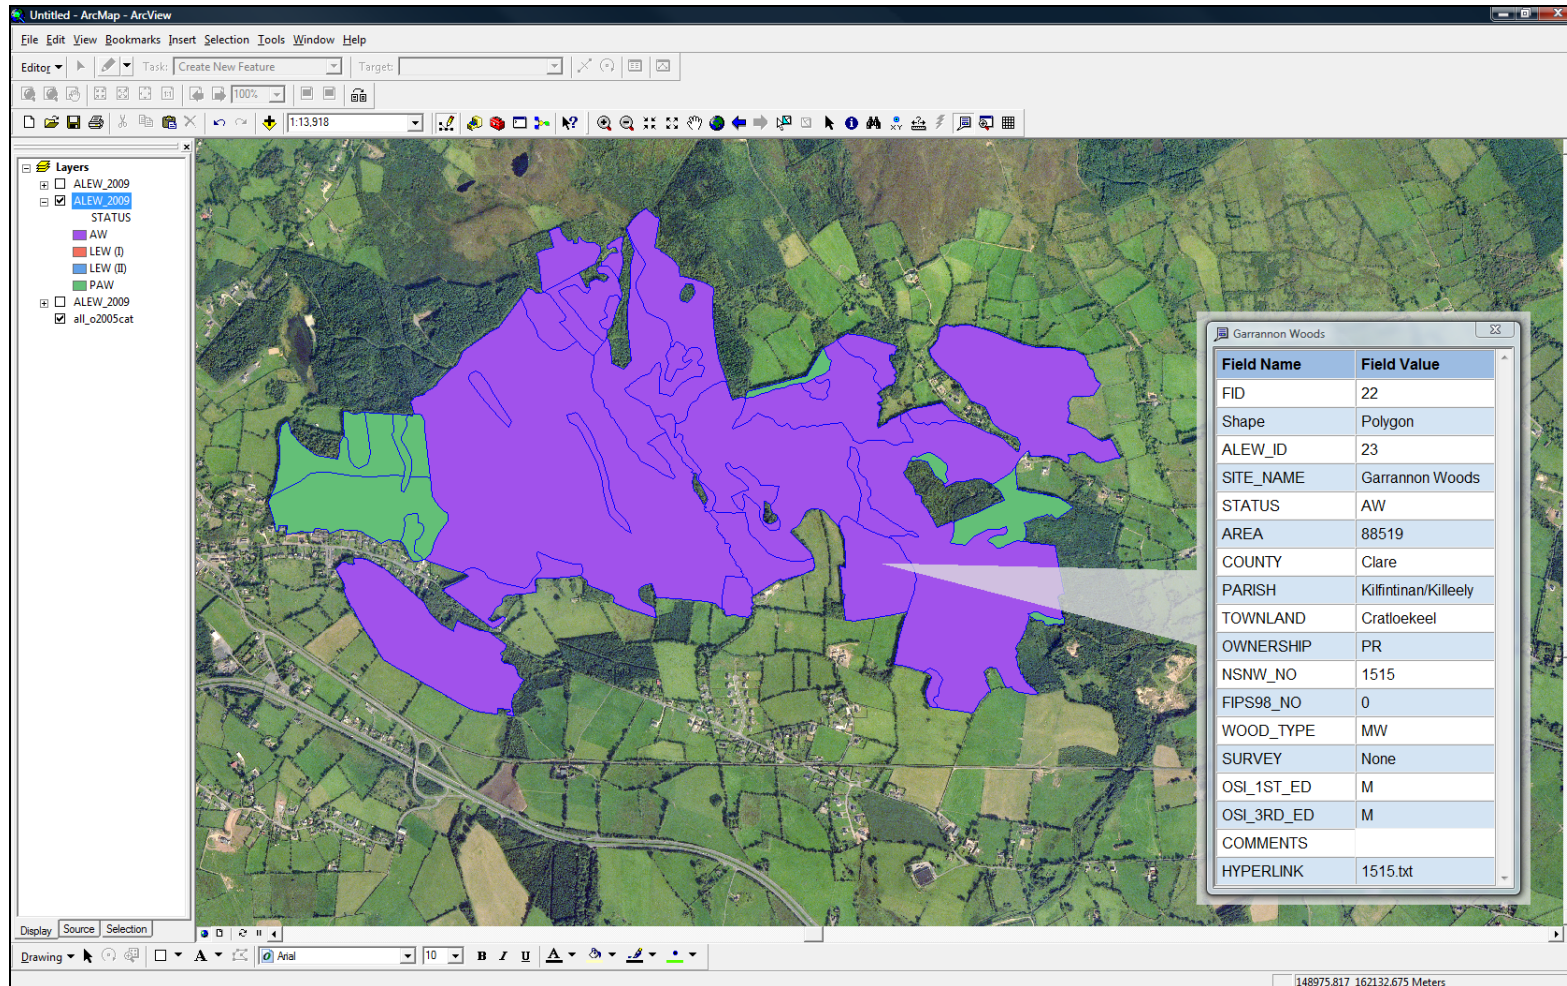 Untitled - ArcMap - ArcView
File Edit View Bookmarks Insert Selection Tools Window Help
Editor Task: Create New Feature Target:
100% 1:1
1:13,918
XY
Layers
ALEW_2009
ALEW_2009
STATUS
AW
LEW (I)
LEW (II)
PAW
ALEW_2009
all_o2005cat
Garrannon Woods
Field Name Field Value
FID 22
Shape Polygon
ALEW_ID 23
SITE_NAME Garrannon Woods
STATUS AW
AREA 88519
COUNTY Clare
PARISH Kilfintinan/Killeely
TOWNLAND Cratloekeel
OWNERSHIP PR
NSNW_NO 1515
FIPS98_NO 0
WOOD_TYPE MW
SURVEY None
OSI_1ST_ED M
OSI_3RD_ED M
COMMENTS
HYPERLINK 1515.txt
Display Source Selection
Drawing A Arial 10 B I U A
148975.817 162132.675 Meters